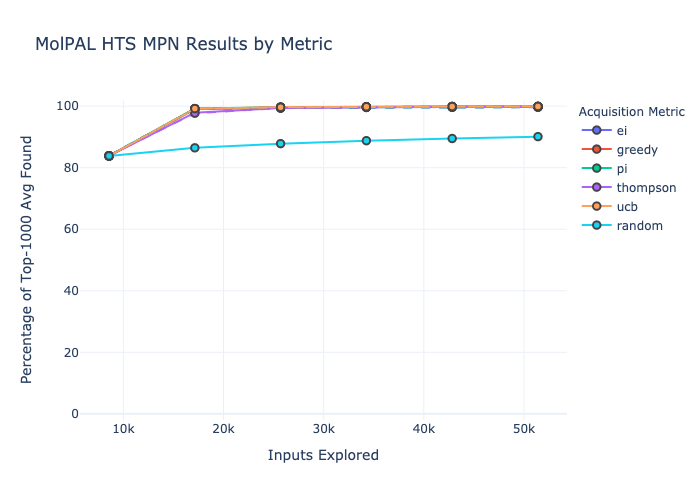 MolPAL HTS MPN Results by Metric
Percentage of Top-1000 Avg Found
100
80
60
40
20
0
10k
20k
30k
40k
50k
Inputs Explored
Acquisition Metric
ei
greedy
pi
thompson
ucb
random